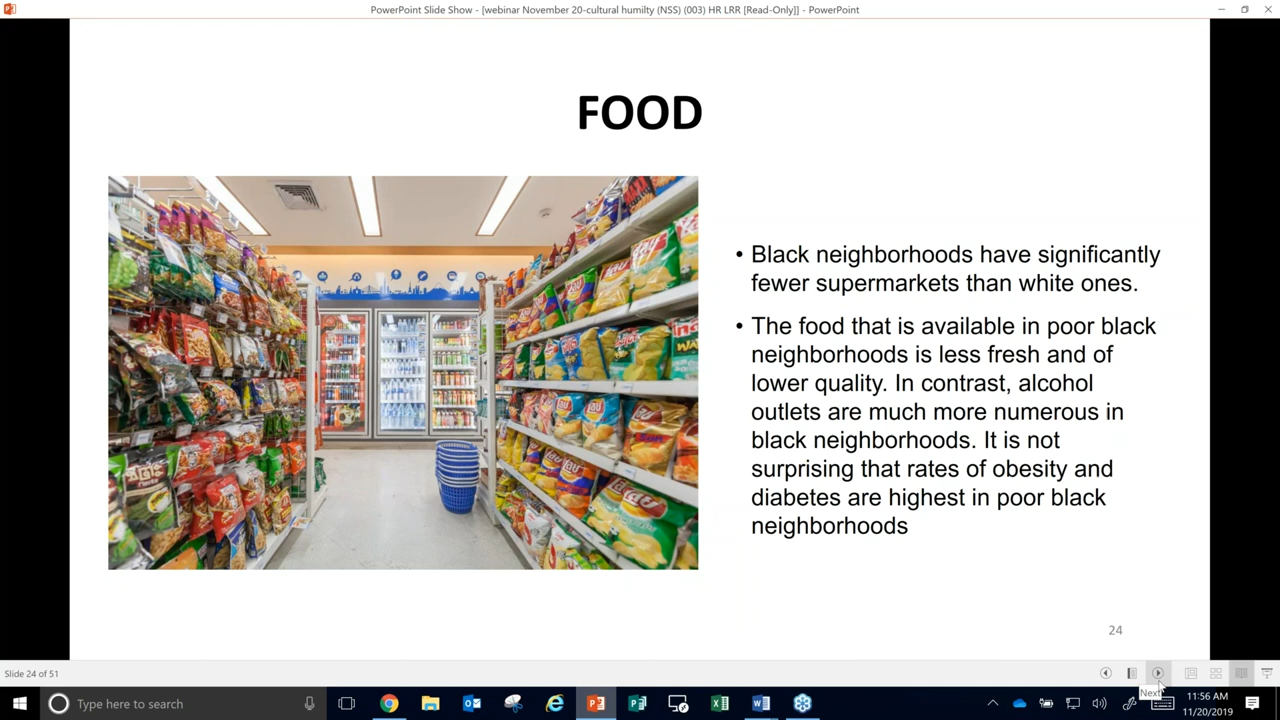 PowerPoint Slide Show - [webinar November 20-cultural humilty (NSS) (003) HR LRR [Read-Only]] - PowerPoint
FOOD
• Black neighborhoods have significantly
fewer supermarkets than white ones.
• The food that is available in poor black
neighborhoods is less fresh and of
lower quality. In contrast, alcohol
outlets are much more numerous in
black neighborhoods. It is not
surprising that rates of obesity and
diabetes are highest in poor black
neighborhoods
Lay
Lay
24
Slide 24 of 51
Next
Type here to search
11:56 AM
11/20/2019